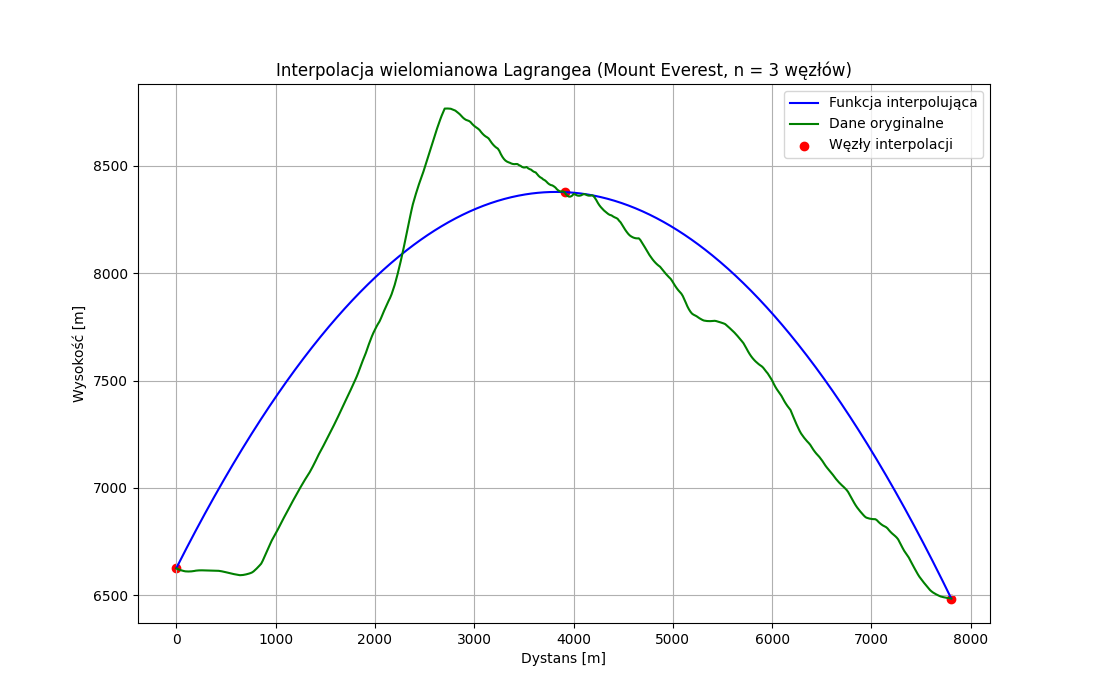 Interpolacja wielomianowa Lagrangea (Mount Everest, n = 3 węzłów)
Funkcja interpolująca
Dane oryginalne
Węzły interpolacji
Wysokość [m]
8500
8000
7500
7000
6500
0 1000 2000 3000 4000 5000 6000 7000 8000
Dystans [m]